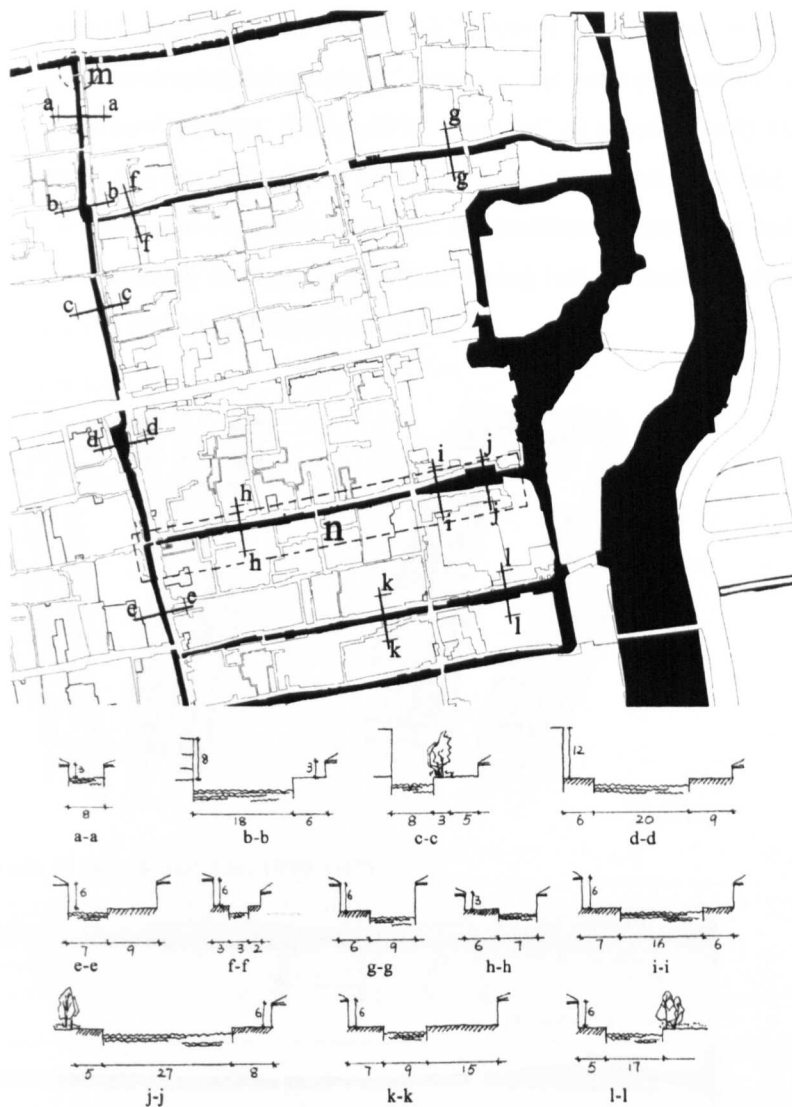 m
a a
g
g
f
b b
f
c c
d d
i j
h
i j
n
h
l
k
e e
l
k
3
8
a-a
8
3
18 6
b-b
8 3 5
c-c
12
6 20 9
d-d
6
7 9
e-e
6
3 3 2
f-f
6
6 9
g-g
3
6 7
h-h
6
7 16 6
i-i
6
5 27 8
j-j
6
7 9 15
k-k
6
5 17
l-l